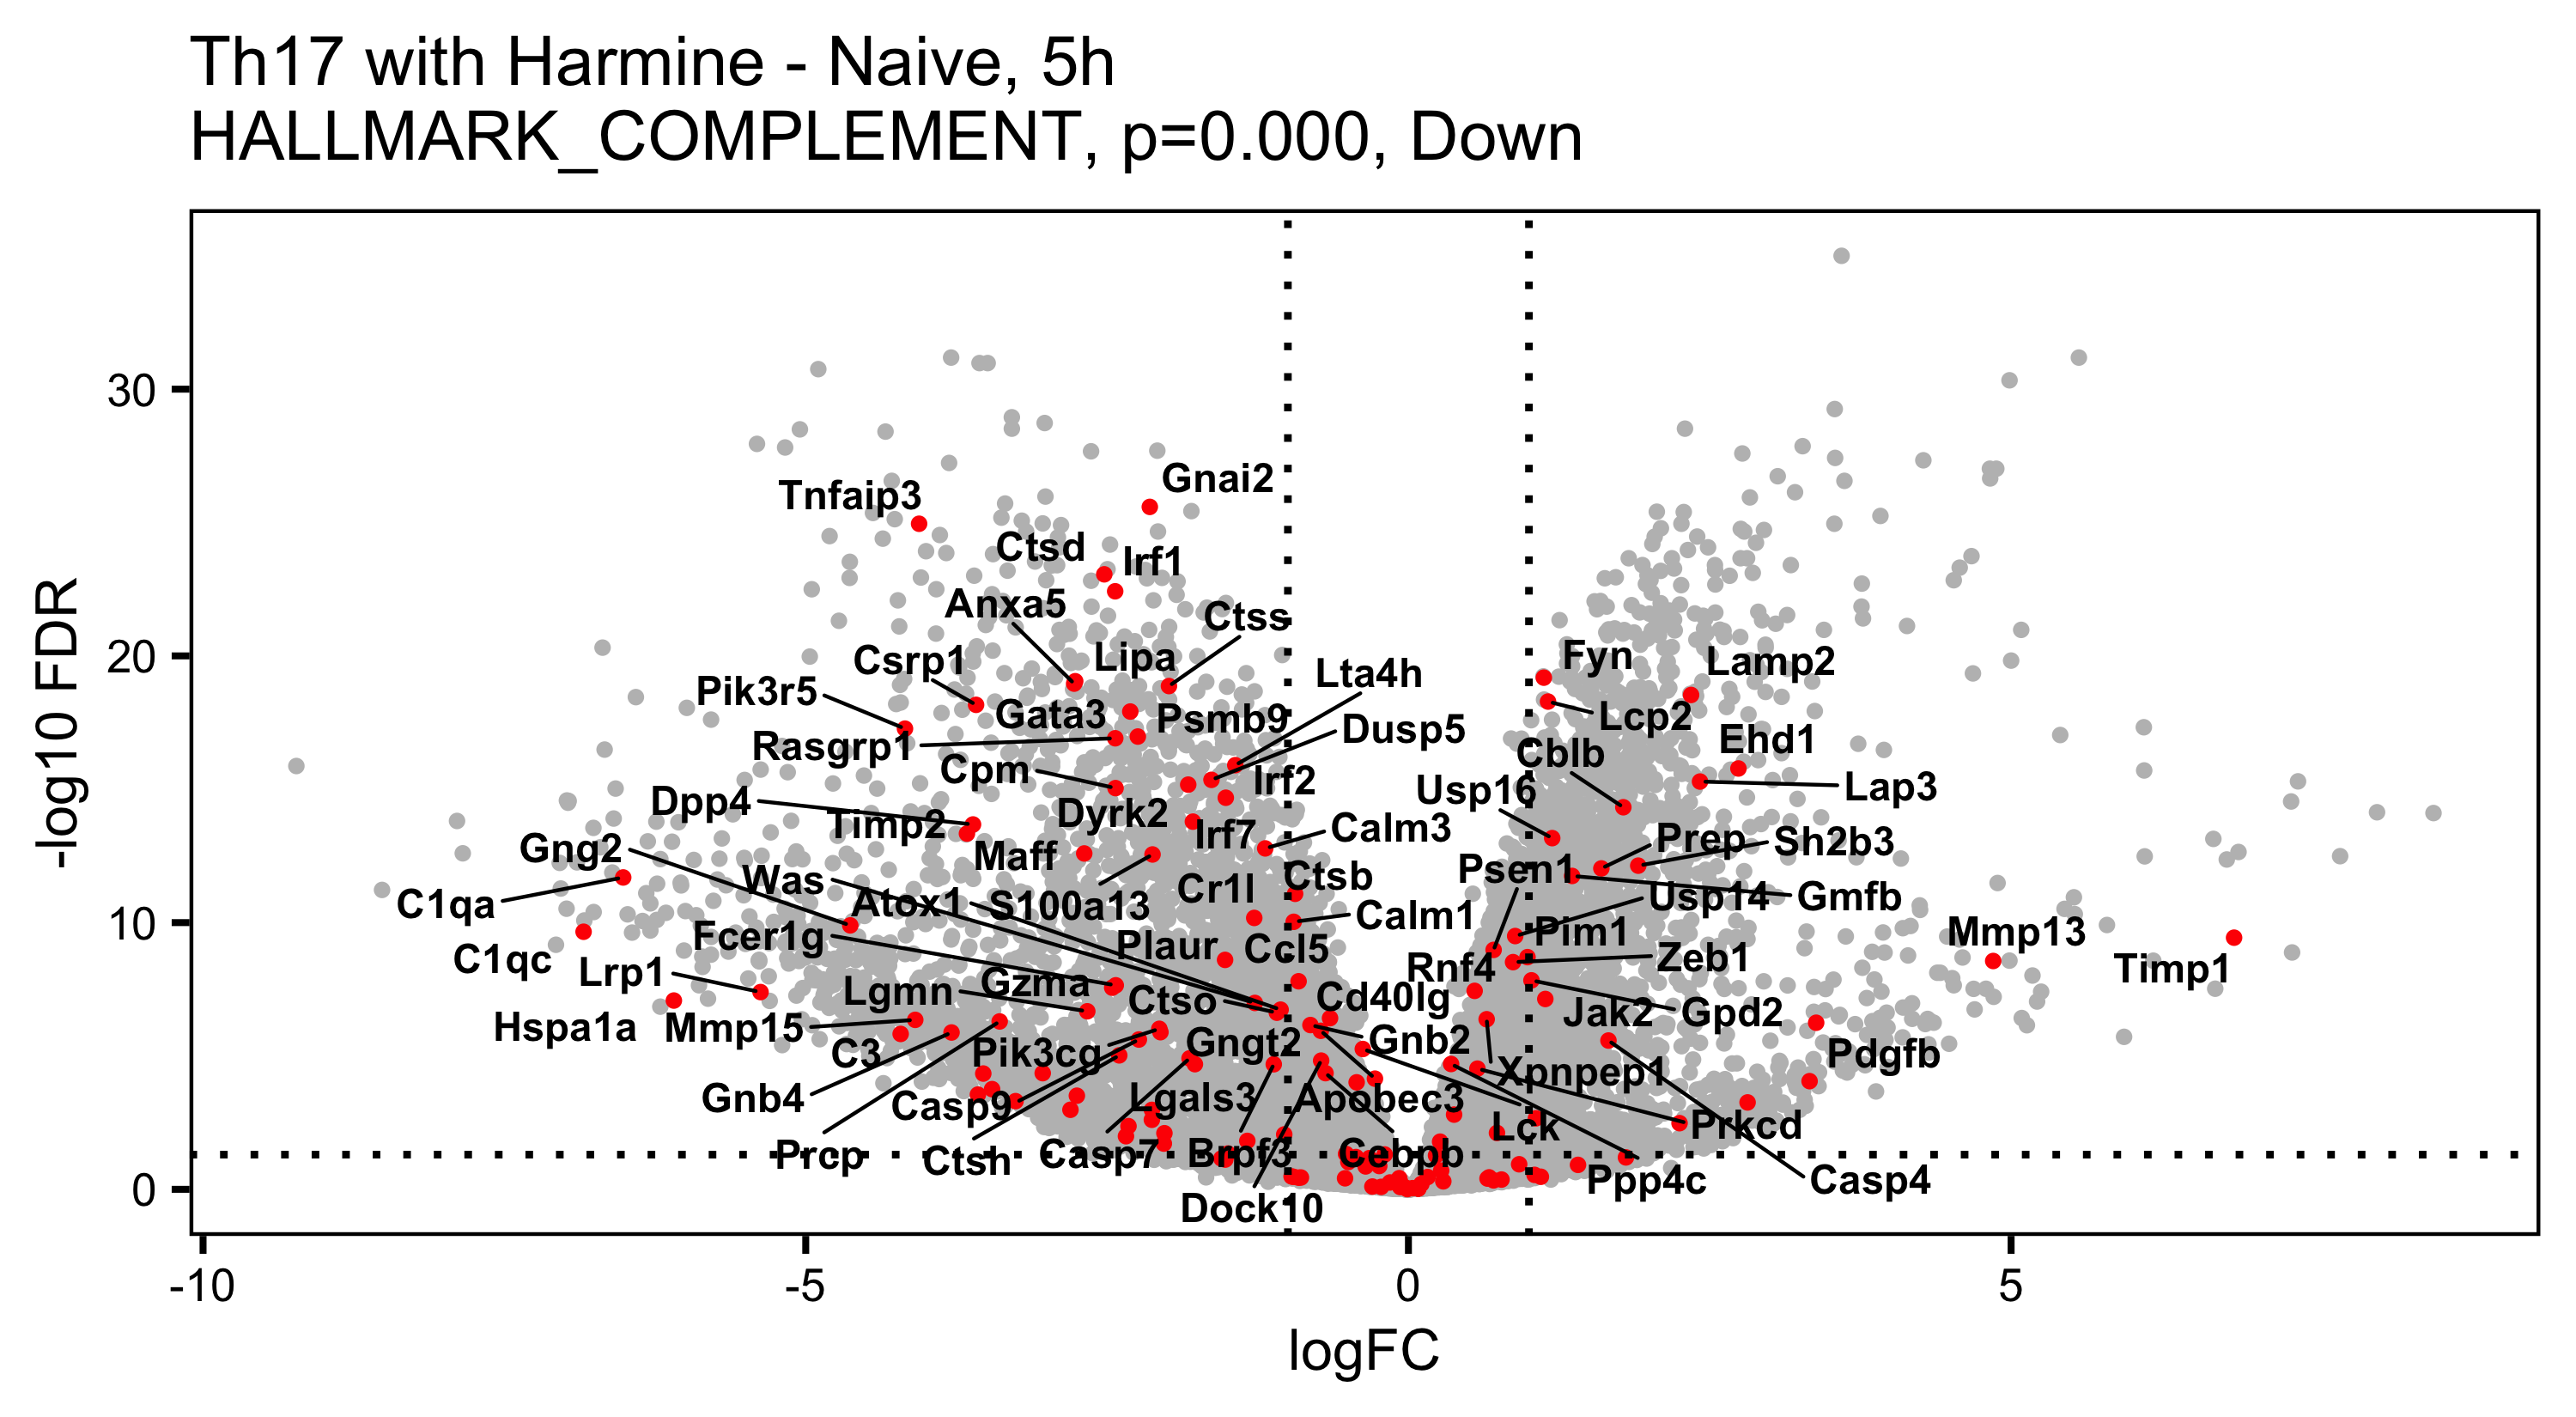 Th17 with Harmine - Naive, 5h
HALLMARK_COMPLEMENT, p=0.000, Down
-log10 FDR
30
20
10
0
Gnai2
Tnfaip3
Ctsd
Irf1
Anxa5
Ctss
Csrp1
Lipa
Fyn
Lamp2
Lta4h
Pik3r5
Gata3
Psmb9
Lcp2
Dusp5
Rasgrp1
Ehd1
Cblb
Cpm
Irf2
Lap3
Usp16
Dpp4
Dyrk2
Timp2
Irf7
Calm3
Prep
Sh2b3
Gng2
Maff
Psen1
Was
Ctsb
C1qa
Atox1
S100a13
Cr1l
Calm1
Usp14
Gmfb
Pim1
Mmp13
Fcer1g
Plaur
Ccl5
C1qc
Lrp1
Rnf4
Zeb1
Timp1
Lgmn
Gzma
Ctso
Cd40lg
Jak2
Gpd2
Hspa1a
Mmp15
C3
Pik3cg
Gngt2
Gnb2
Pdgfb
Xpnpep1
Gnb4
Casp9
Lgals3
Apobec3
Lck
Prkcd
Prcp
Ctsh
Casp7
Brpf3
Cebpb
Ppp4c
Casp4
Dock10
-10
-5
0
5
logFC